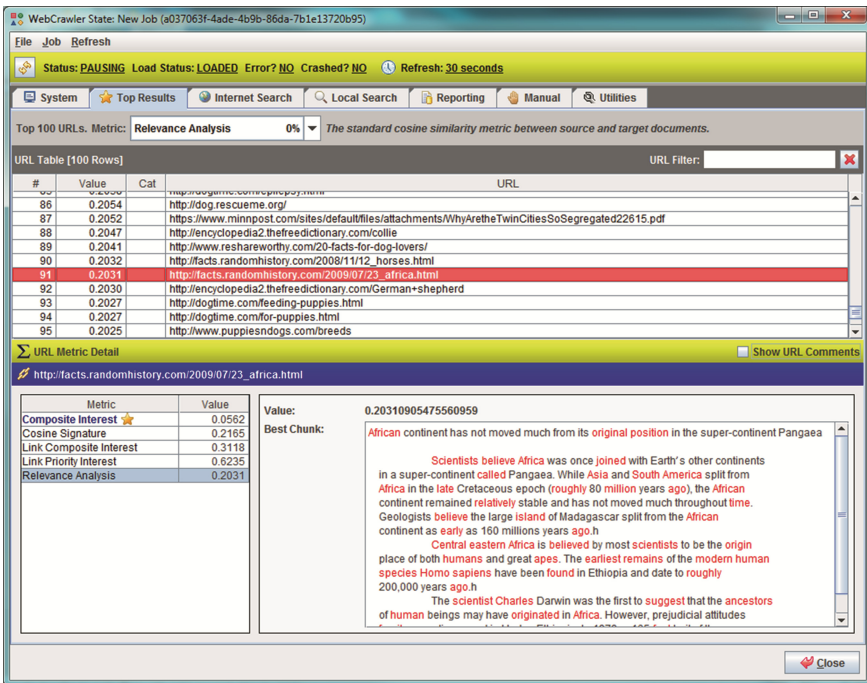 WebCrawler State: New Job (a037063f-4ade-4b9b-86da-7b1e13720b95)
File Job Refresh
Status: PAUSING Load Status: LOADED Error? NO Crashed? NO Refresh: 30 seconds
System Top Results Internet Search Local Search Reporting Manual Utilities
Top 100 URLs. Metric: Relevance Analysis 0% The standard cosine similarity metric between source and target documents.
URL Table [100 Rows] URL Filter:
# Value Cat URL
85 http://dogtime.com/epilepsy.html
86 0.2054 http://dog.rescueme.org/
87 0.2052 https://www.minnpost.com/sites/default/files/attachments/WhyAretheTwinCitiesSoSegregated22615.pdf
88 0.2047 http://encyclopedia2.thefreedictionary.com/collie
89 0.2041 http://www.reshareworthy.com/20-facts-for-dog-lovers/
90 0.2032 http://facts.randomhistory.com/2008/11/12_horses.html
91 0.2031 http://facts.randomhistory.com/2009/07/23_africa.html
92 0.2030 http://encyclopedia2.thefreedictionary.com/German+shepherd
93 0.2027 http://dogtime.com/feeding-puppies.html
94 0.2027 http://dogtime.com/for-puppies.html
95 0.2025 http://www.puppiesndogs.com/breeds
Σ URL Metric Detail Show URL Comments
http://facts.randomhistory.com/2009/07/23_africa.html
Metric Value
Composite Interest 0.0562
Cosine Signature 0.2165
Link Composite Interest 0.3118
Link Priority Interest 0.6235
Relevance Analysis 0.2031
Value: 0.20310905475560959
Best Chunk:
African continent has not moved much from its original position in the super-continent Pangaea
Scientists believe Africa was once joined with Earth's other continents
in a super-continent called Pangaea. While Asia and South America split from
Africa in the late Cretaceous epoch (roughly 80 million years ago), the African
continent remained relatively stable and has not moved much throughout time.
Geologists believe the large island of Madagascar split from the African
continent as early as 160 millions years ago.h
Central eastern Africa is believed by most scientists to be the origin
place of both humans and great apes. The earliest remains of the modern human
species Homo sapiens have been found in Ethiopia and date to roughly
200,000 years ago.h
The scientist Charles Darwin was the first to suggest that the ancestors
of human beings may have originated in Africa. However, prejudicial attitudes
Close